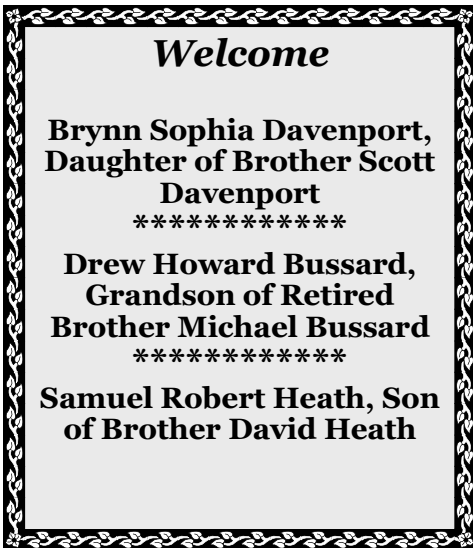 Welcome
Brynn Sophia Davenport,
Daughter of Brother Scott
Davenport
************
Drew Howard Bussard,
Grandson of Retired
Brother Michael Bussard
************
Samuel Robert Heath, Son
of Brother David Heath